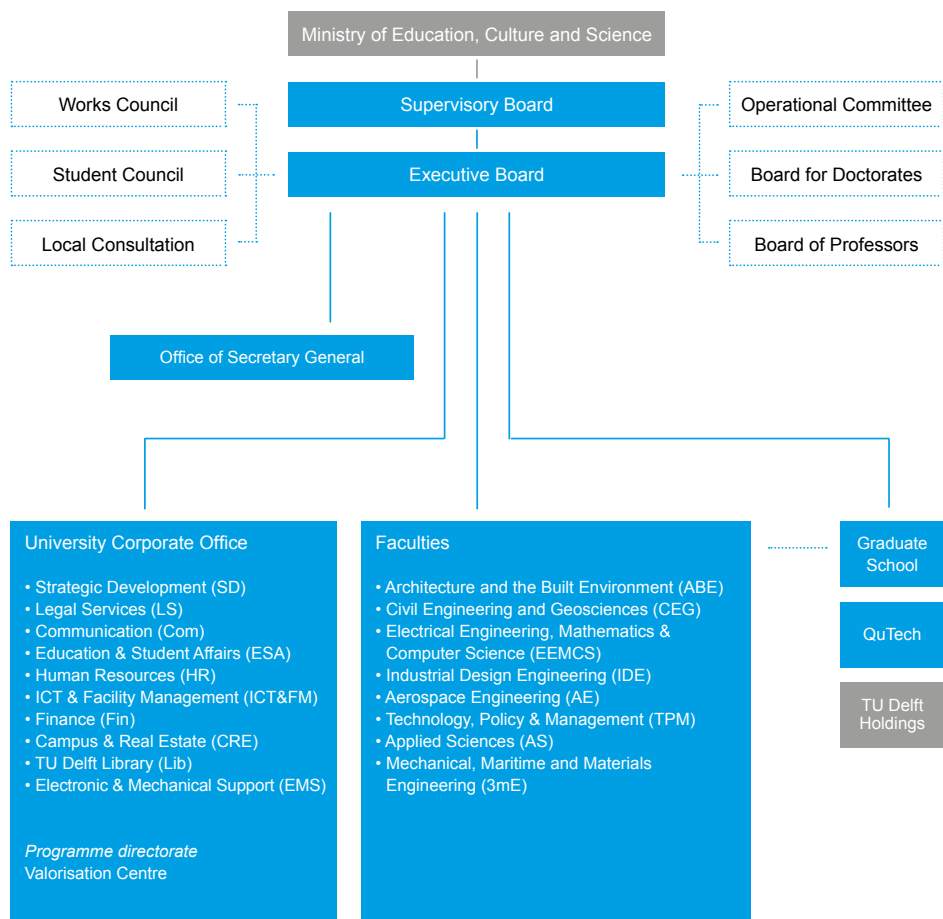 Ministry of Education, Culture and Science
Works Council
Supervisory Board
Operational Committee
Student Council
Executive Board
Board for Doctorates
Local Consultation
Board of Professors
Office of Secretary General
University Corporate Office
• Strategic Development (SD)
• Legal Services (LS)
• Communication (Com)
• Education & Student Affairs (ESA)
• Human Resources (HR)
• ICT & Facility Management (ICT&FM)
• Finance (Fin)
• Campus & Real Estate (CRE)
• TU Delft Library (Lib)
• Electronic & Mechanical Support (EMS)
Programme directorate
Valorisation Centre
Faculties
• Architecture and the Built Environment (ABE)
• Civil Engineering and Geosciences (CEG)
• Electrical Engineering, Mathematics &
Computer Science (EEMCS)
• Industrial Design Engineering (IDE)
• Aerospace Engineering (AE)
• Technology, Policy & Management (TPM)
• Applied Sciences (AS)
• Mechanical, Maritime and Materials
Engineering (3mE)
Graduate
School
QuTech
TU Delft
Holdings